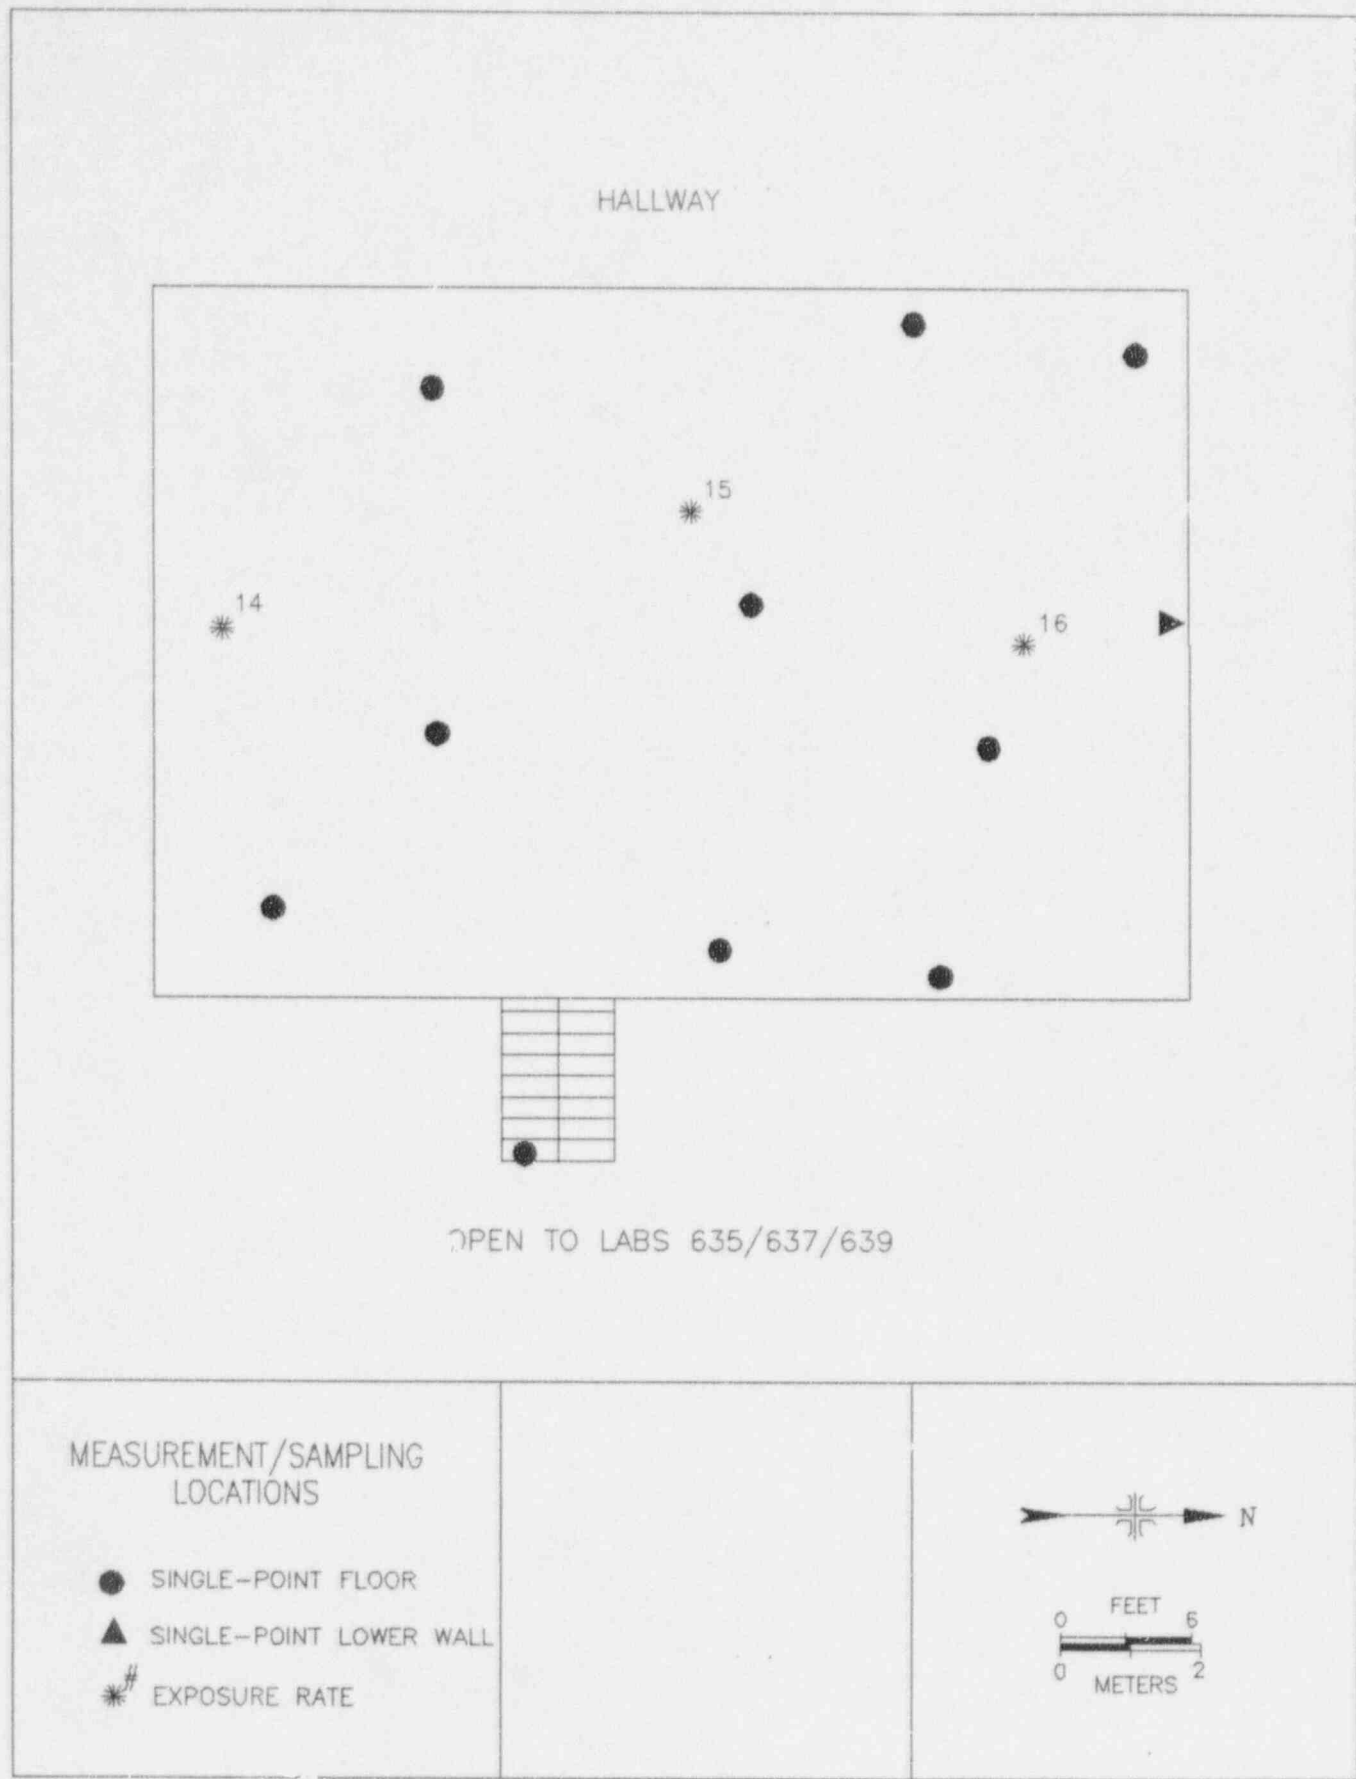 HALLWAY
15
14
16
OPEN TO LABS 635/637/639
MEASUREMENT/SAMPLING
LOCATIONS
SINGLE-POINT FLOOR
SINGLE-POINT LOWER WALL
# EXPOSURE RATE
N
FEET
0 6
0 2
METERS